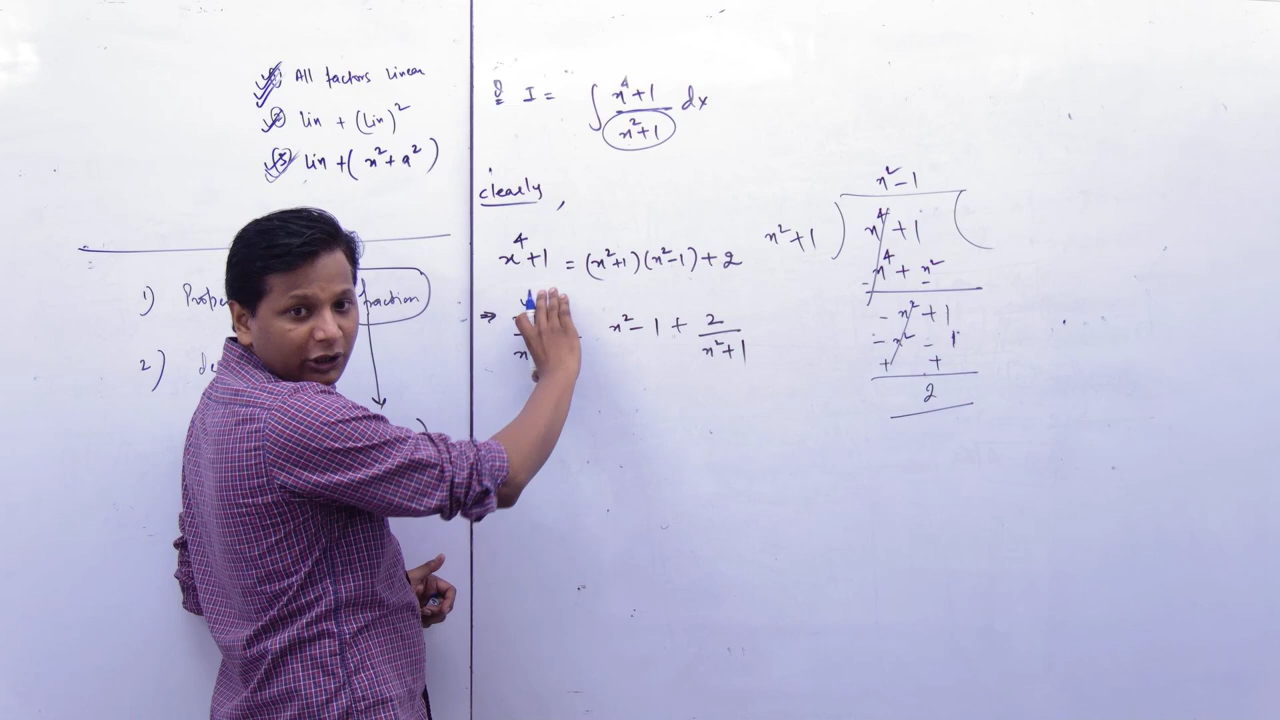 All factors linear
② Lin + (Lin)²
③ Lin + (x² + a²)
1) fraction
2)
Q I = ∫ x⁴+1 / x²+1 dx
clearly,
x⁴+1 = (x²+1)(x²-1) + 2
⇒ x² - 1 + 2 / x²+1
x² - 1
x²+1 ) x⁴+1 (
x⁴ + x²
- -
- x² + 1
- x² - 1
+ +
2